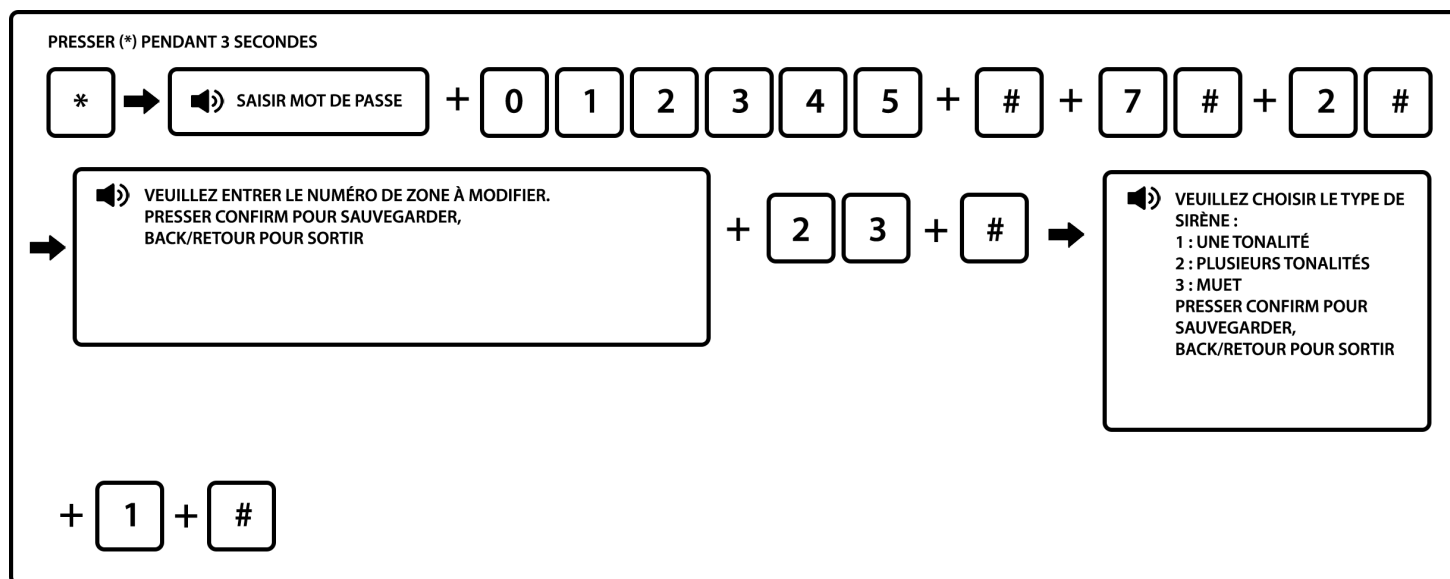 PRESSER (*) PENDANT 3 SECONDES
* SAISIR MOT DE PASSE + 0 1 2 3 4 5 + # + 7 # + 2 #
VEUILLEZ ENTRER LE NUMÉRO DE ZONE À MODIFIER.
PRESSER CONFIRM POUR SAUVEGARDER,
BACK/RETOUR POUR SORTIR
+ 2 3 + #
VEUILLEZ CHOISIR LE TYPE DE
SIRÈNE :
1 : UNE TONALITÉ
2 : PLUSIEURS TONALITÉS
3 : MUET
PRESSER CONFIRM POUR
SAUVEGARDER,
BACK/RETOUR POUR SORTIR
+ 1 + #